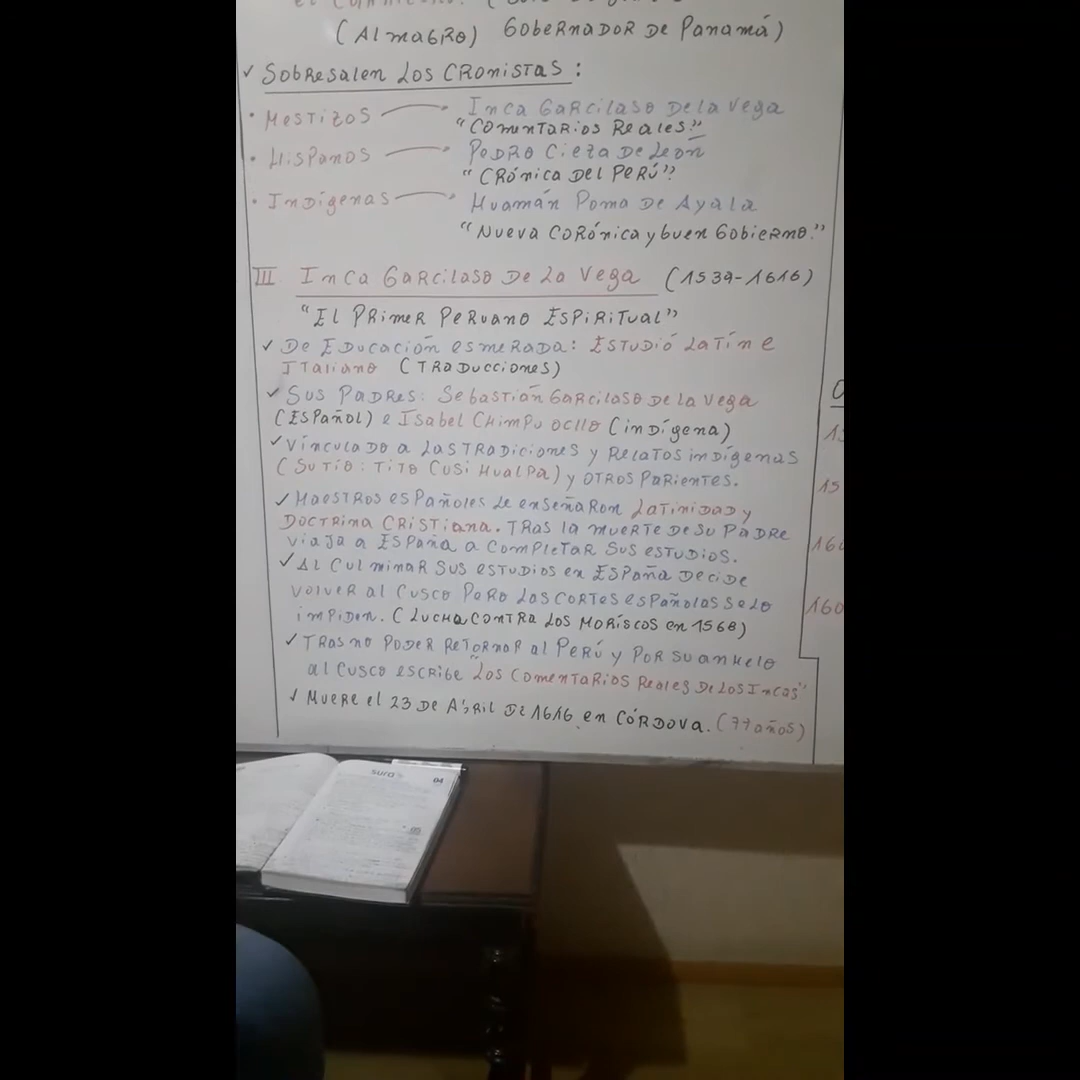 (Almagro) Gobernador de Panamá)
✓ Sobresalen los cronistas:
• Mestizos → Inca Garcilaso de la Vega
"Comentarios Reales"
• Hispanos → Pedro Cieza de León
"Crónica del Perú"
• Indígenas → Huamán Poma de Ayala
"Nueva Corónica y buen Gobierno."
III. Inca Garcilaso de la Vega (1539-1616)
"El Primer Peruano Espiritual"
✓ De Educación esmerada: Estudió Latín e
Italiano (Traducciones)
✓ Sus Padres: Sebastián Garcilaso de la Vega
(Español) e Isabel Chimpu Ocllo (indígena)
✓ Vínculado a las tradiciones y relatos indígenas
(Su tío: Tito Cusi Hualpa) y otros parientes.
✓ Maestros españoles le enseñaron Latinidad y
Doctrina Cristiana. Tras la muerte de su Padre
viaja a España a completar sus estudios.
✓ Al culminar sus estudios en España decide
volver al Cusco pero las cortes españolas se lo
impiden. (Lucha contra los Moríscos en 1568)
✓ Tras no poder retornar al Perú y por su anhelo
al Cusco escribe "Los Comentarios Reales de los Incas"
✓ Muere el 23 de Abril de 1616 en Córdova. (77 años)
15
160
sura
04